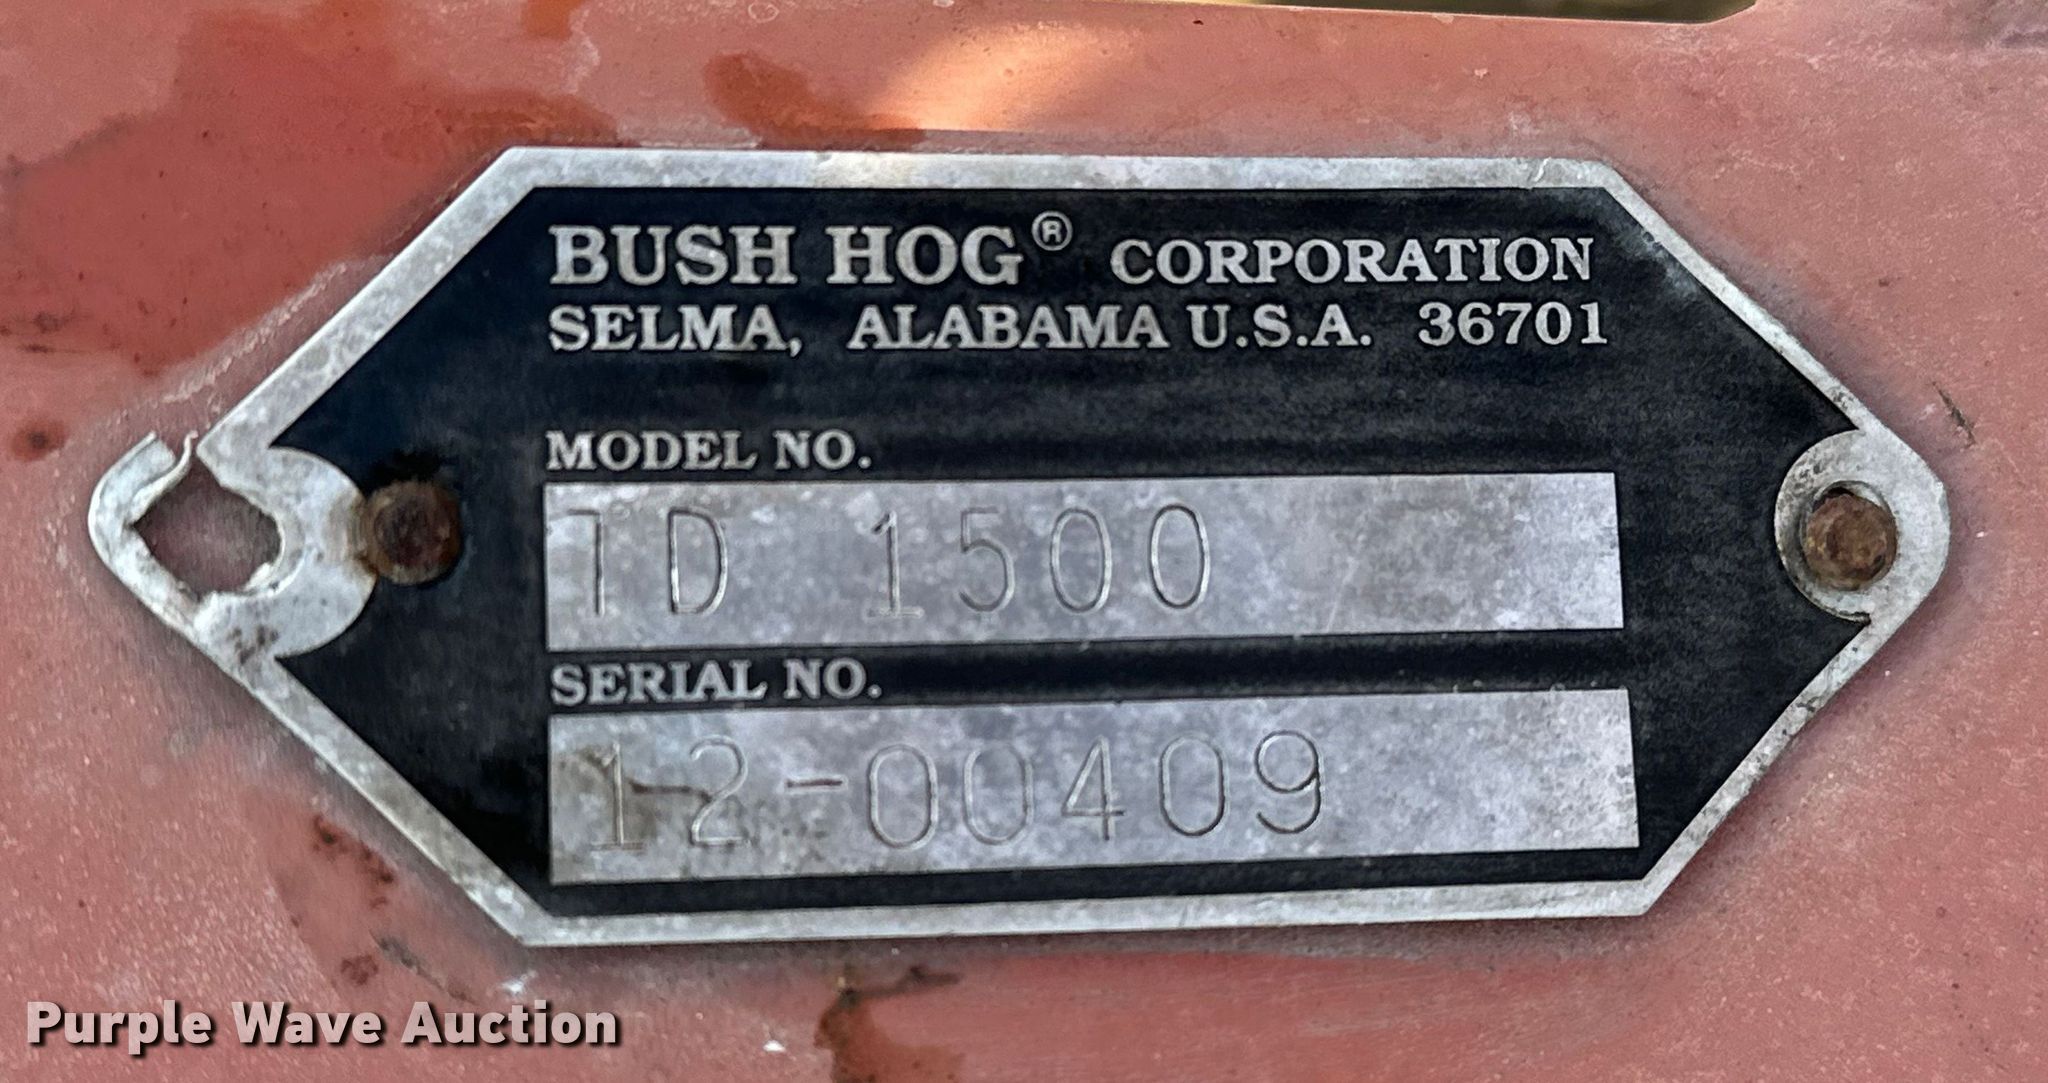 BUSH HOG® CORPORATION
SELMA, ALABAMA U.S.A. 36701
MODEL NO.
TD 1500
SERIAL NO.
12-00409
Purple Wave Auction